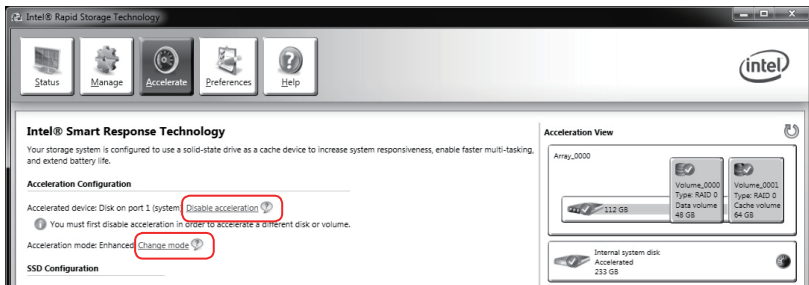 Intel® Rapid Storage Technology
Status
Manage
Accelerate
Preferences
Help
intel
Intel® Smart Response Technology
Your storage system is configured to use a solid-state drive as a cache device to increase system responsiveness, enable faster multi-tasking,
and extend battery life.
Acceleration Configuration
Accelerated device: Disk on port 1 (system) Disable acceleration ?
You must first disable acceleration in order to accelerate a different disk or volume.
Acceleration mode: Enhanced Change mode ?
SSD Configuration
Acceleration View
Array_0000
112 GB
Volume_0000
Type: RAID 0
Data volume
48 GB
Volume_0001
Type: RAID 0
Cache volume
64 GB
Internal system disk
Accelerated
233 GB